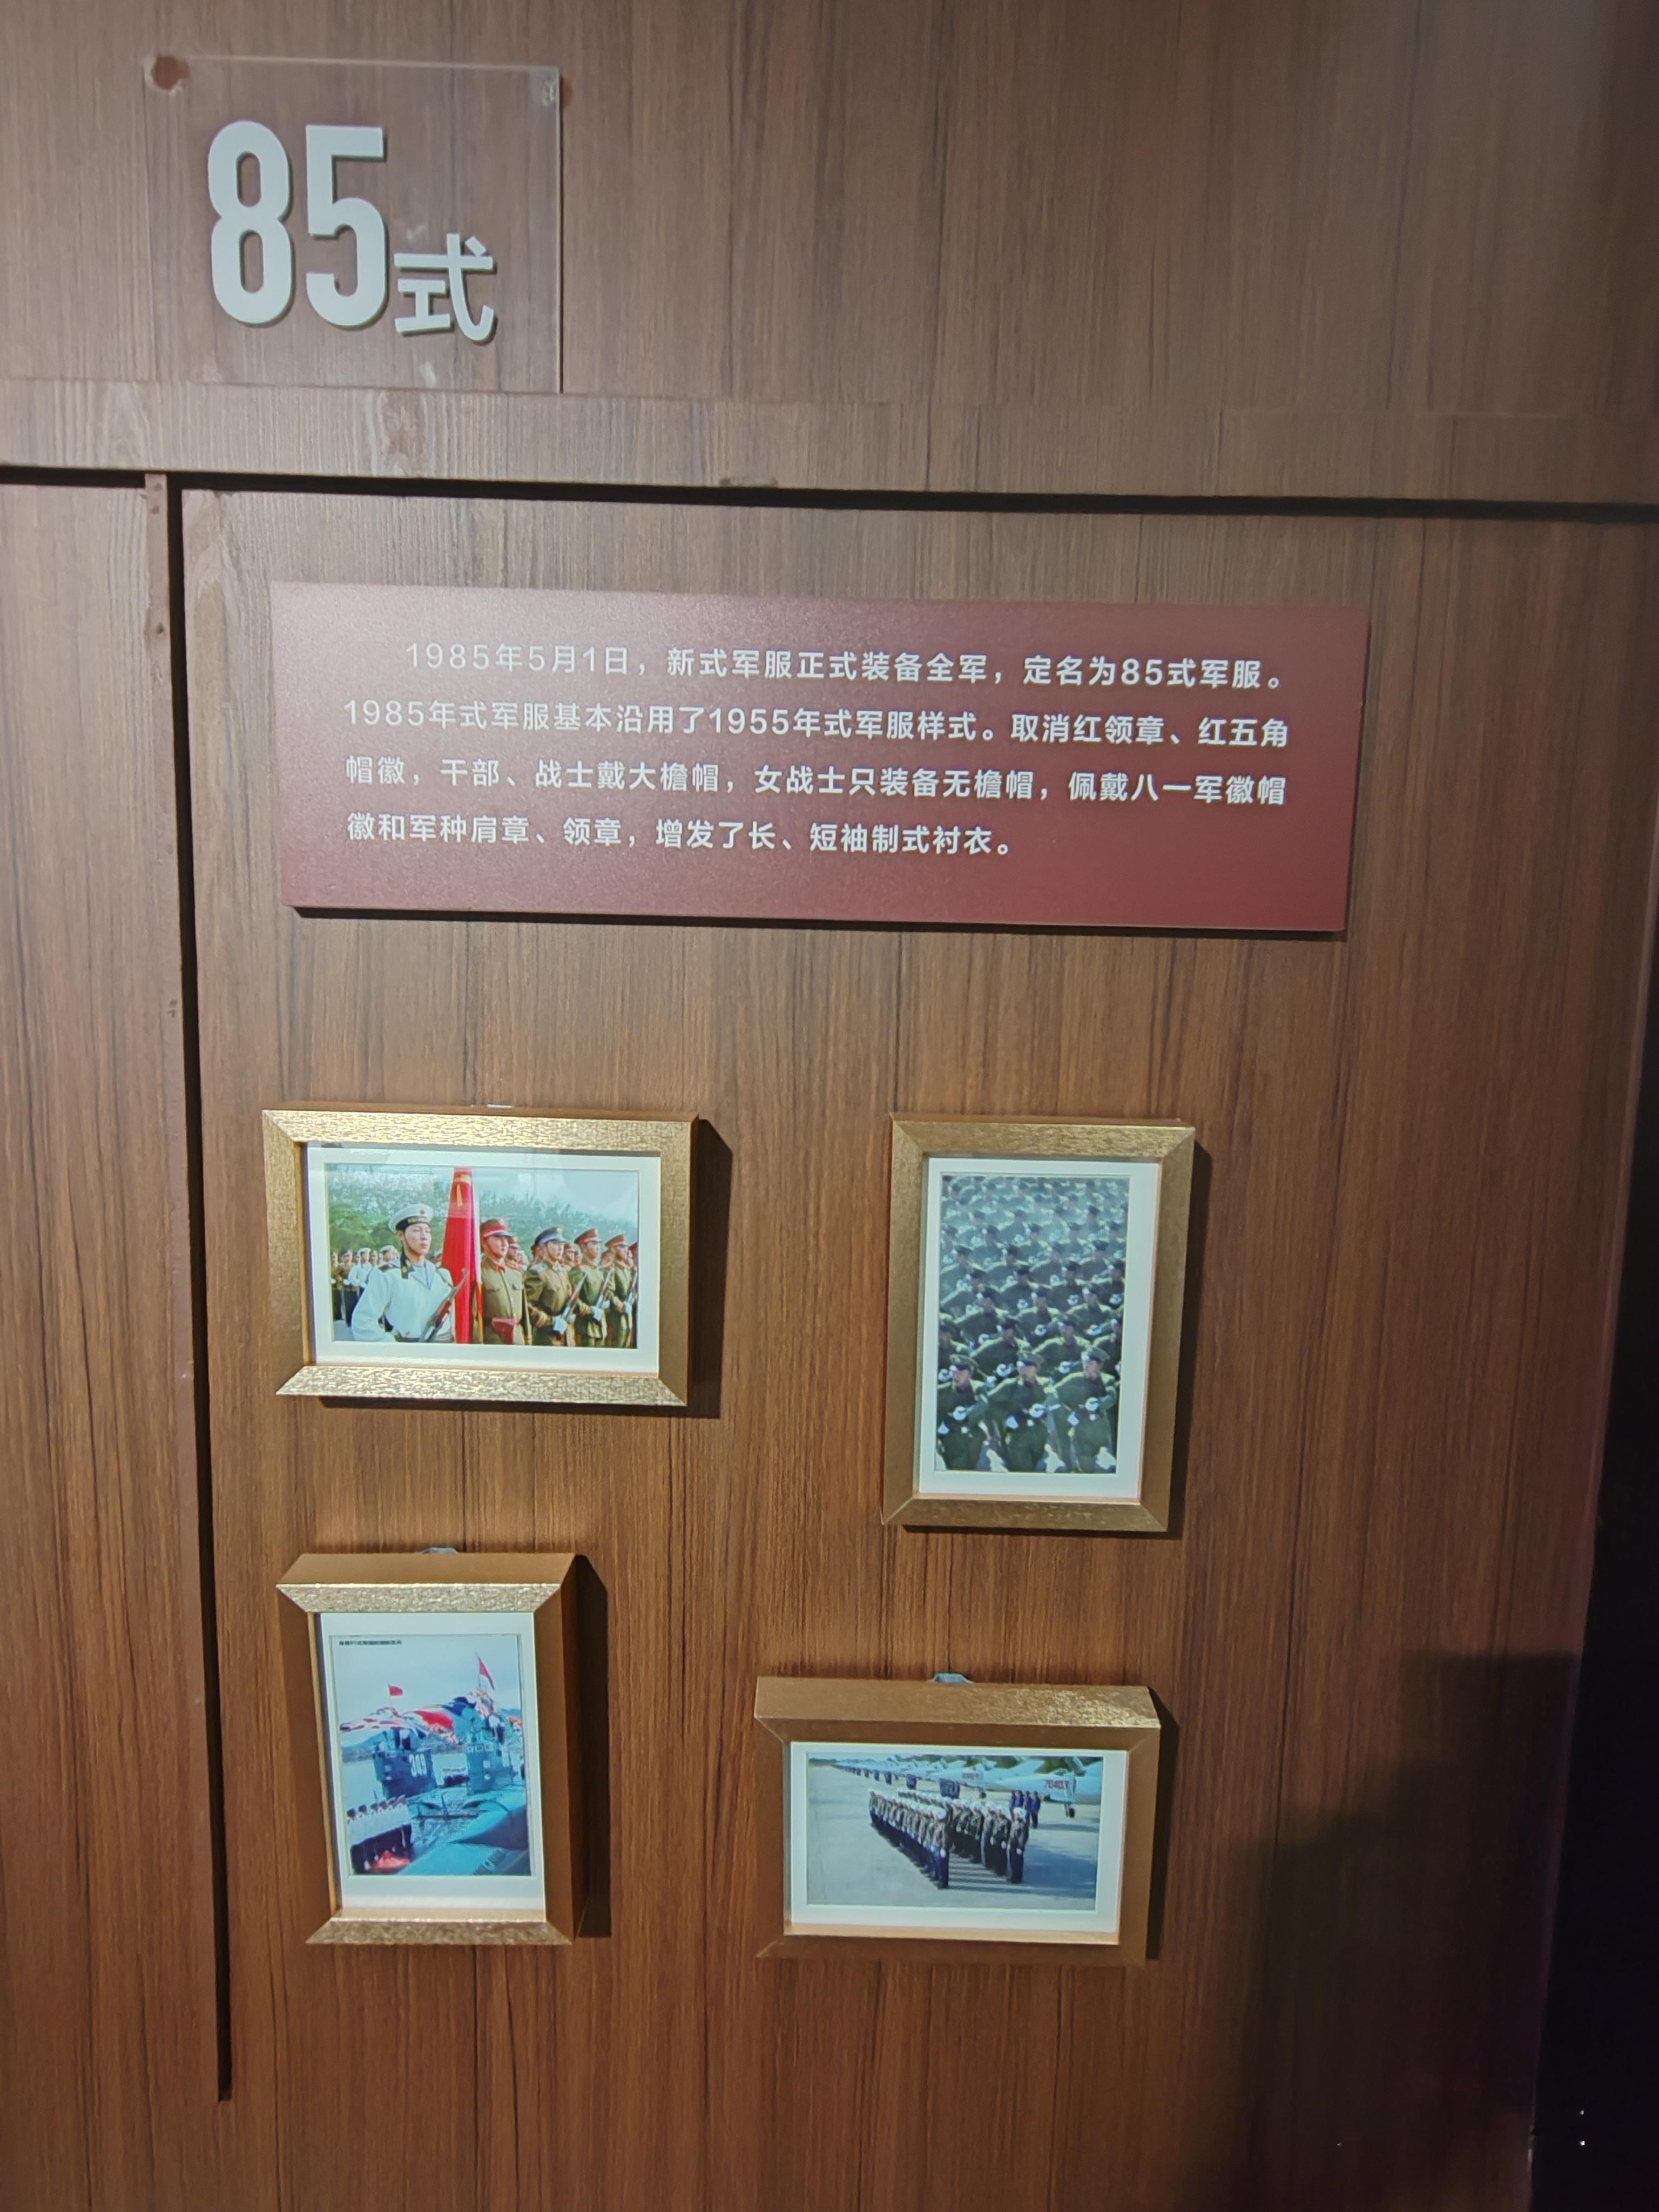 85式
1985年5月1日，新式军服正式装备全军，定名为85式军服。
1985年式军服基本沿用了1955年式军服样式。取消红领章、红五角
帽徽，干部、战士戴大檐帽，女战士只装备无檐帽，佩戴八一军徽帽
徽和军种肩章、领章，增发了长、短袖制式衬衣。
349